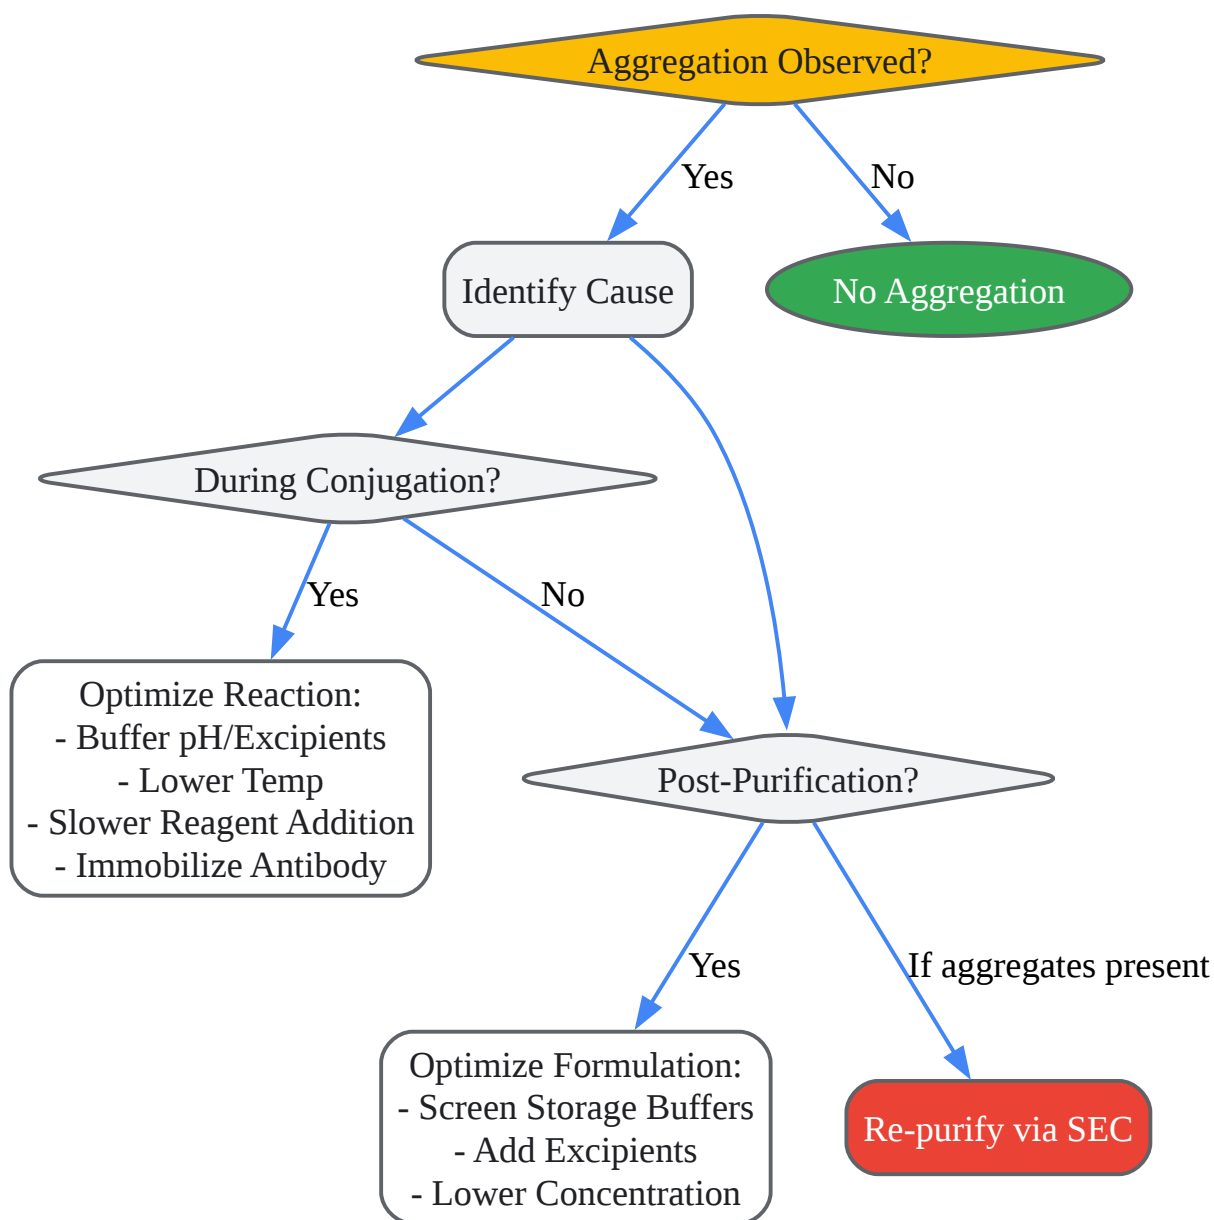 Aggregation Observed?
Yes
No
Identify Cause
No Aggregation
During Conjugation?
Yes
No
Optimize Reaction:
- Buffer pH/Excipients
- Lower Temp
- Slower Reagent Addition
- Immobilize Antibody
Post-Purification?
Yes
If aggregates present
Optimize Formulation:
- Screen Storage Buffers
- Add Excipients
- Lower Concentration
Re-purify via SEC